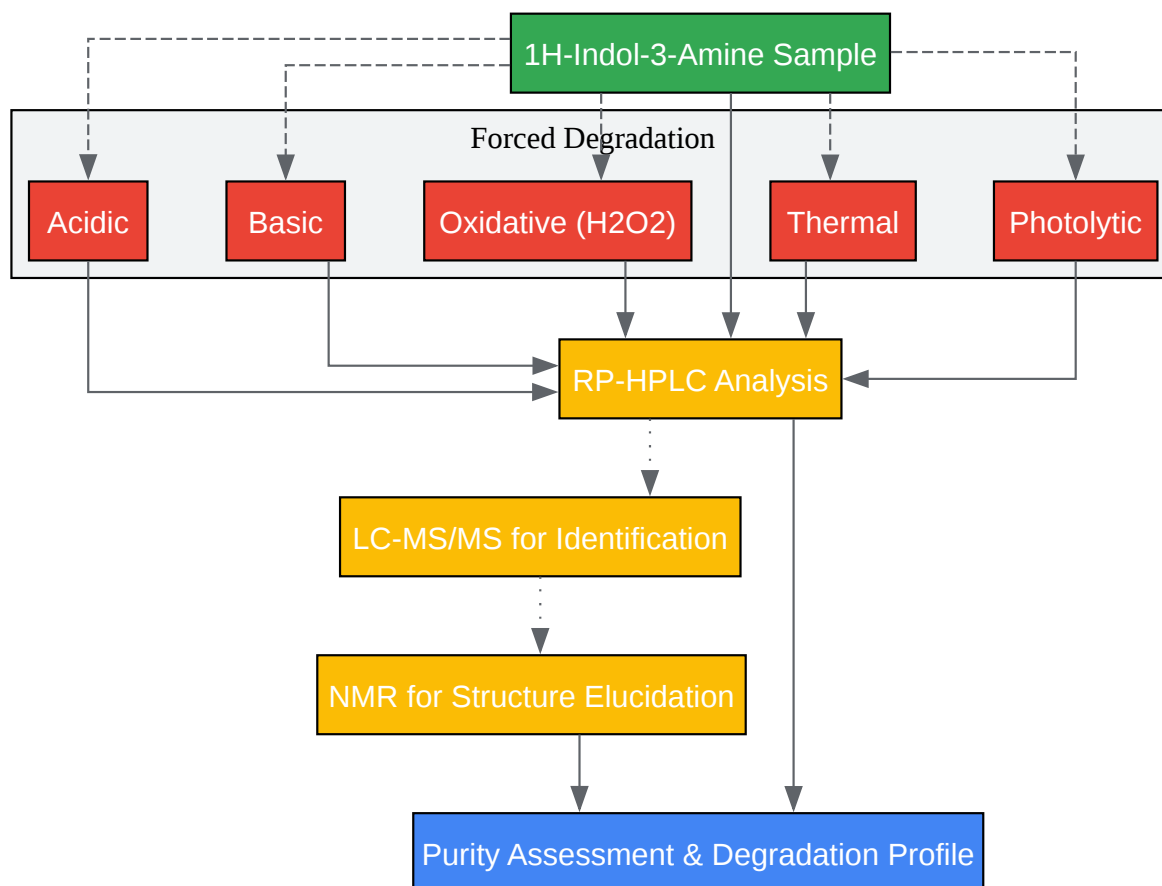 1H-Indol-3-Amine Sample
Forced Degradation
Acidic
Basic
Oxidative (H2O2)
Thermal
Photolytic
RP-HPLC Analysis
LC-MS/MS for Identification
NMR for Structure Elucidation
Purity Assessment & Degradation Profile